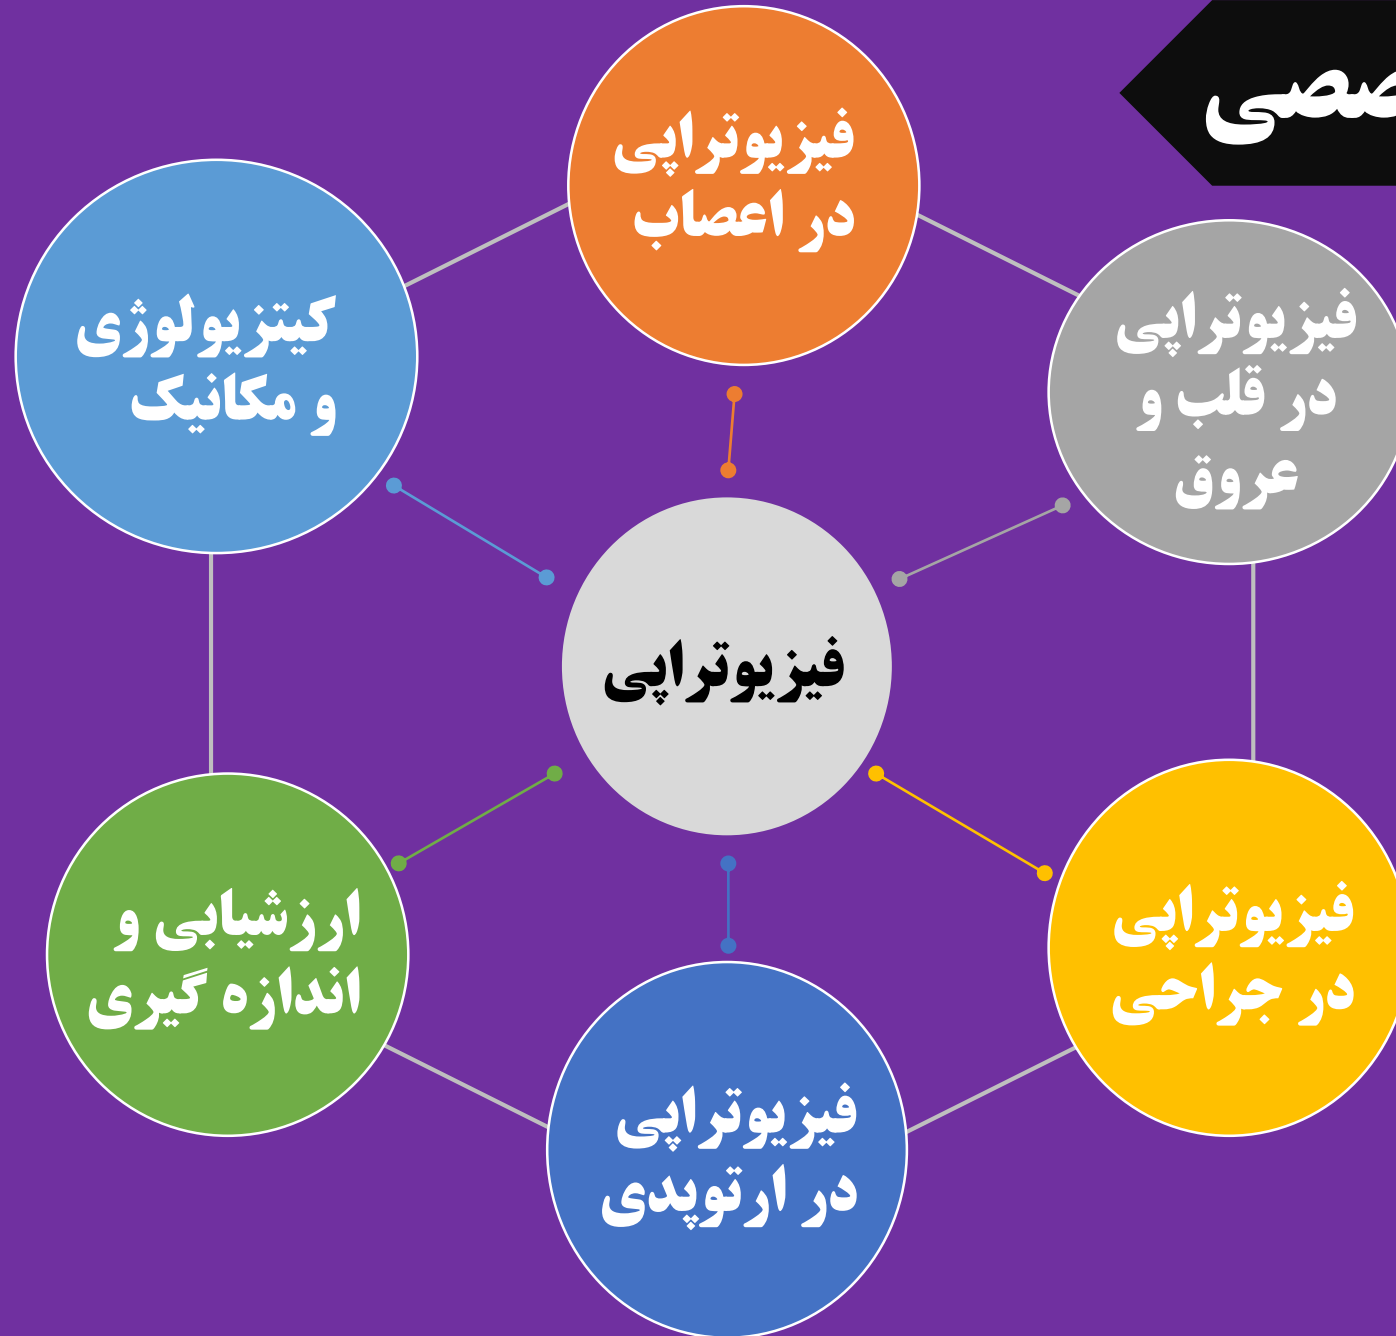 فیزیوتراپی
در اعصاب
فیزیوتراپی
در قلب و
عروق
کیتزیولوژی
و مکانیک
فیزیوتراپی
ارزشیابی و
اندازه گیری
فیزیوتراپی
در جراحی
فیزیوتراپی
در ارتوپدی